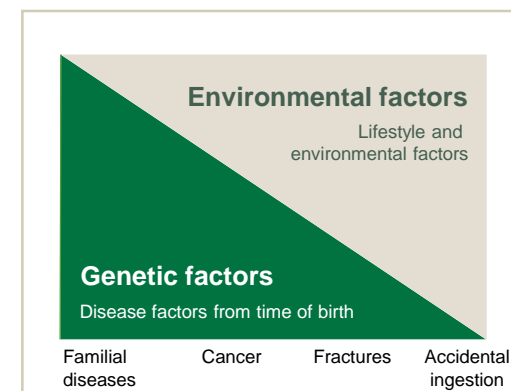 Environmental factors
Lifestyle and
environmental factors
Genetic factors
Disease factors from time of birth
Familial
diseases
Cancer
Fractures
Accidental
ingestion